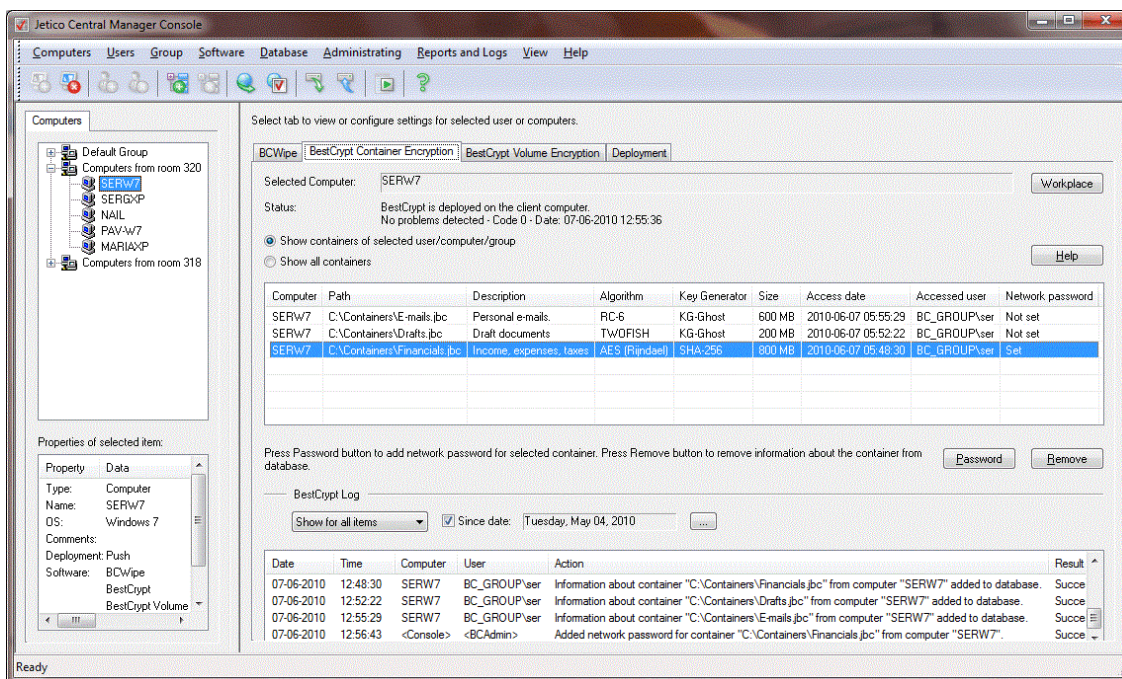 Jetico Central Manager Console
Computers Users Group Software Database Administrating Reports and Logs View Help
Computers
Default Group
Computers from room 320
SERW7
SERGXP
NAIL
PAV-W7
MARIAXP
Computers from room 318
Properties of selected item:
Property Data
Type: Computer
Name: SERW7
OS: Windows 7
Comments:
Deployment: Push
Software: BCWipe
BestCrypt
BestCrypt Volume
Select tab to view or configure settings for selected user or computers.
BCWipe BestCrypt Container Encryption BestCrypt Volume Encryption Deployment
Selected Computer: SERW7 Workplace
Status: BestCrypt is deployed on the client computer.
No problems detected - Code 0 - Date: 07-06-2010 12:55:36
Show containers of selected user/computer/group
Show all containers
Help
Computer Path Description Algorithm Key Generator Size Access date Accessed user Network password
SERW7 C:\Containers\E-mails.jbc Personal e-mails. RC-6 KG-Ghost 600 MB 2010-06-07 05:55:29 BC_GROUP\ser Not set
SERW7 C:\Containers\Drafts.jbc Draft documents TWOFISH KG-Ghost 200 MB 2010-06-07 05:52:22 BC_GROUP\ser Not set
SERW7 C:\Containers\Financials.jbc Income, expenses, taxes AES (Rijndael) SHA-256 800 MB 2010-06-07 05:48:30 BC_GROUP\ser Set
Press Password button to add network password for selected container. Press Remove button to remove information about the container from
database.
Password Remove
BestCrypt Log
Show for all items Since date: Tuesday, May 04, 2010 ...
Date Time Computer User Action Result
07-06-2010 12:48:30 SERW7 BC_GROUP\ser Information about container "C:\Containers\Financials.jbc" from computer "SERW7" added to database. Succe
07-06-2010 12:52:22 SERW7 BC_GROUP\ser Information about container "C:\Containers\Drafts.jbc" from computer "SERW7" added to database. Succe
07-06-2010 12:55:29 SERW7 BC_GROUP\ser Information about container "C:\Containers\E-mails.jbc" from computer "SERW7" added to database. Succe
07-06-2010 12:56:43 <Console> <BCAdmin> Added network password for container "C:\Containers\Financials.jbc" from computer "SERW7". Succe
Ready